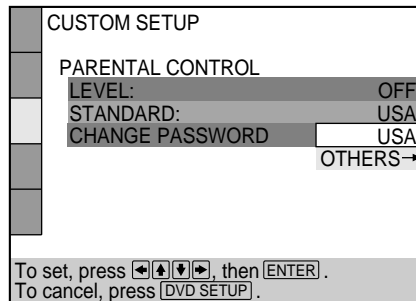 CUSTOM SETUP
PARENTAL CONTROL
LEVEL: OFF
STANDARD: USA
CHANGE PASSWORD USA
OTHERS→
To set, press ←↑↓→, then ENTER.
To cancel, press DVD SETUP.